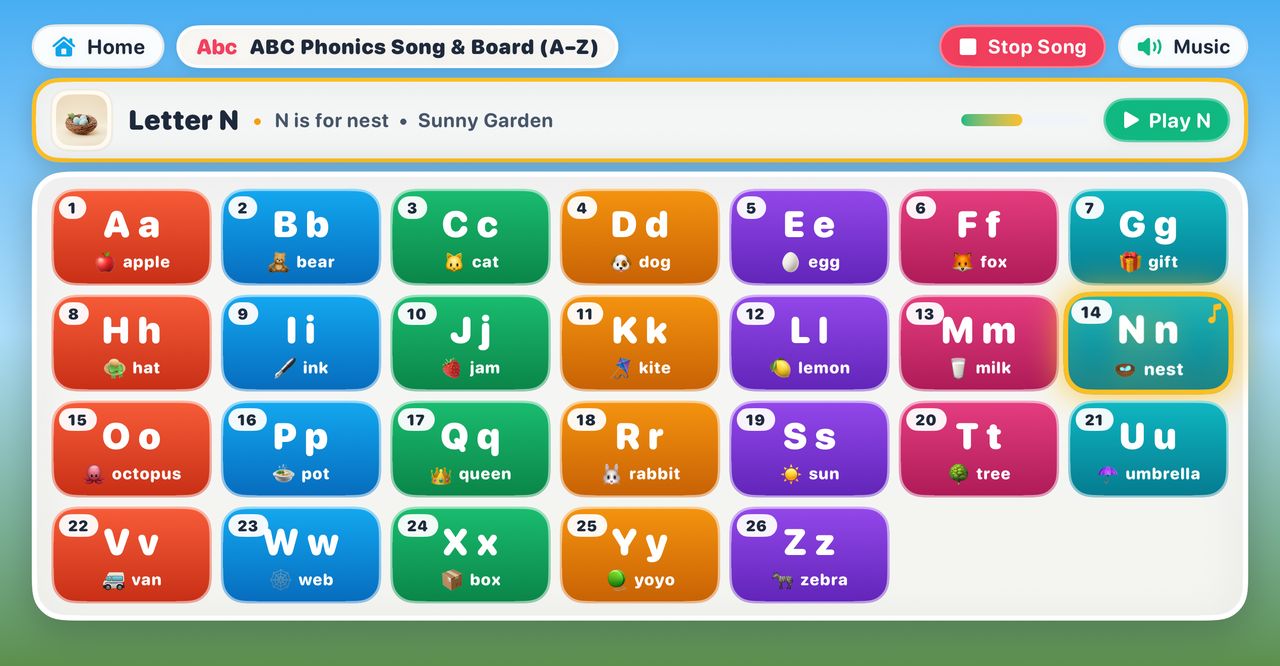 Home
Abc ABC Phonics Song & Board (A–Z)
Stop Song
Music
Letter N • N is for nest • Sunny Garden
Play N
1
A a
apple
2
B b
bear
3
C c
cat
4
D d
dog
5
E e
egg
6
F f
fox
7
G g
gift
8
H h
hat
9
I i
ink
10
J j
jam
11
K k
kite
12
L l
lemon
13
M m
milk
14
N n
nest
15
O o
octopus
16
P p
pot
17
Q q
queen
18
R r
rabbit
19
S s
sun
20
T t
tree
21
U u
umbrella
22
V v
van
23
W w
web
24
X x
box
25
Y y
yoyo
26
Z z
zebra